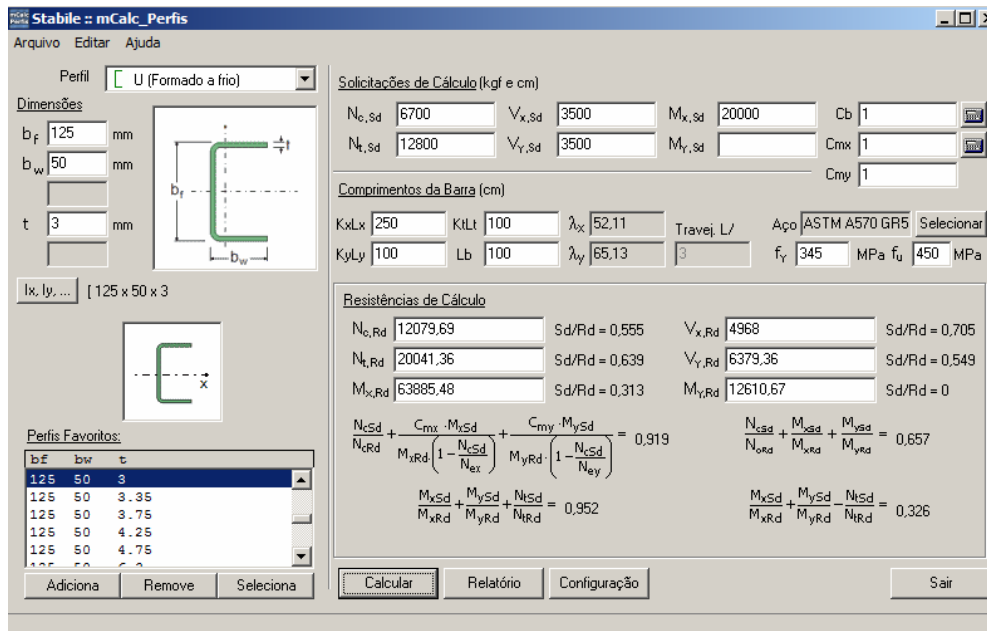 Stabile :: mCalc_Perfis
Arquivo Editar Ajuda
Perfil U (Formado a frio)
Dimensões
bf 125 mm
bw 50 mm
t 3 mm
t
bf
bw
Ix, Iy, ... [ 125 x 50 x 3
x
Perfis Favoritos:
bf bw t
125 50 3
125 50 3.35
125 50 3.75
125 50 4.25
125 50 4.75
Adiciona Remove Seleciona
Solicitações de Cálculo (kgf e cm)
Nc,Sd 6700 Vx,Sd 3500 Mx,Sd 20000 Cb 1
Nt,Sd 12800 Vy,Sd 3500 My,Sd Cmx 1
Cmy 1
Comprimentos da Barra (cm)
KxLx 250 KtLt 100 λx 52,11 Travej. L/ Aço ASTM A570 GR5 Selecionar
KyLy 100 Lb 100 λy 65,13 3 fy 345 MPa fu 450 MPa
Resistências de Cálculo
Nc,Rd 12079,69 Sd/Rd = 0,555 Vx,Rd 4968 Sd/Rd = 0,705
Nt,Rd 20041,36 Sd/Rd = 0,639 Vy,Rd 6379,36 Sd/Rd = 0,549
Mx,Rd 63885,48 Sd/Rd = 0,313 My,Rd 12610,67 Sd/Rd = 0
NcSd/NcRd + Cmx·MxSd/(MxRd·(1 - NcSd/Nex)) + Cmy·MySd/(MyRd·(1 - NcSd/Ney)) = 0,919
NcSd/NoRd + MxSd/MxRd + MySd/MyRd = 0,657
MxSd/MxRd + MySd/MyRd + NtSd/NtRd = 0,952
MxSd/MxRd + MySd/MyRd - NtSd/NtRd = 0,326
Calcular Relatório Configuração Sair